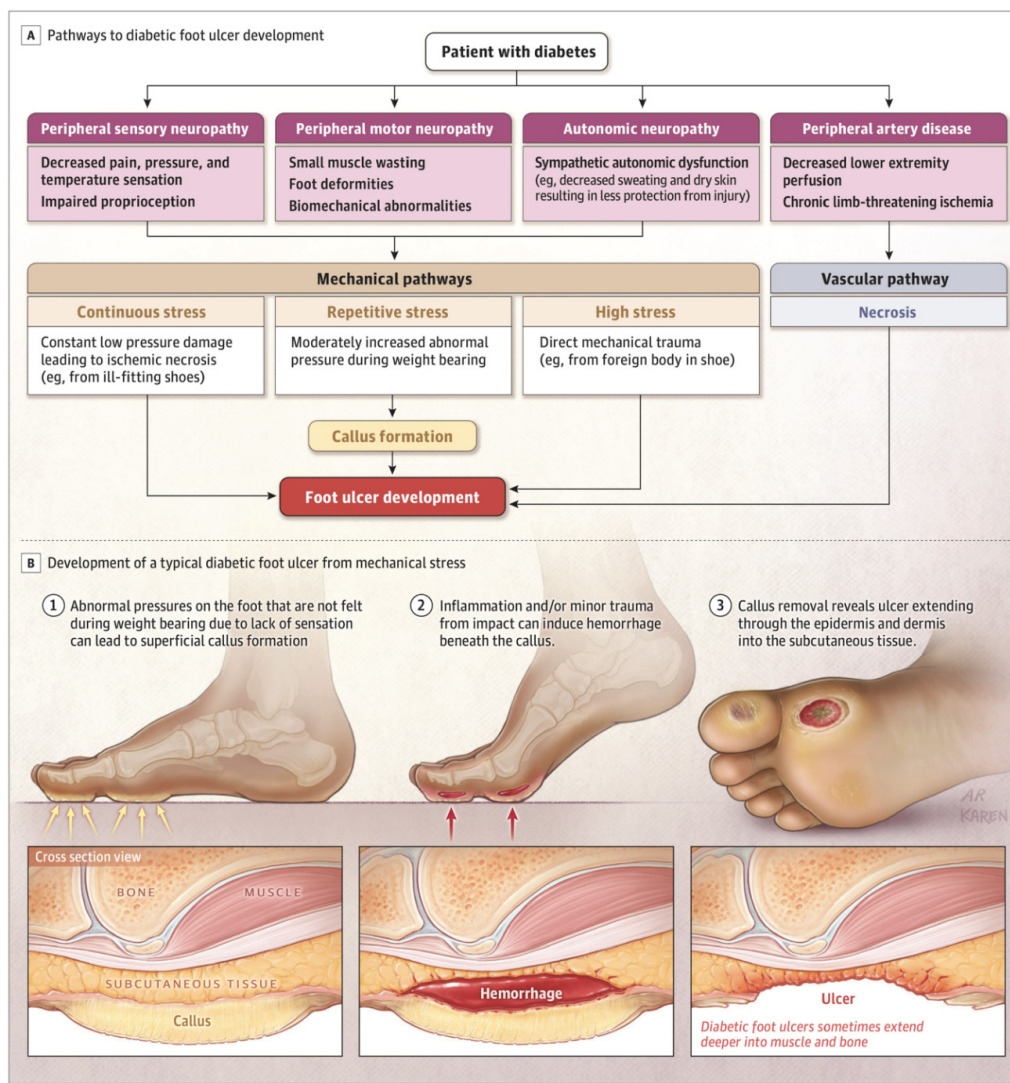 A Pathways to diabetic foot ulcer development
Patient with diabetes
Peripheral sensory neuropathy
Decreased pain, pressure, and
temperature sensation
Impaired proprioception
Peripheral motor neuropathy
Small muscle wasting
Foot deformities
Biomechanical abnormalities
Autonomic neuropathy
Sympathetic autonomic dysfunction
(eg, decreased sweating and dry skin
resulting in less protection from injury)
Peripheral artery disease
Decreased lower extremity
perfusion
Chronic limb-threatening ischemia
Mechanical pathways
Continuous stress
Constant low pressure damage
leading to ischemic necrosis
(eg, from ill-fitting shoes)
Repetitive stress
Moderately increased abnormal
pressure during weight bearing
High stress
Direct mechanical trauma
(eg, from foreign body in shoe)
Vascular pathway
Necrosis
Callus formation
Foot ulcer development
B Development of a typical diabetic foot ulcer from mechanical stress
1 Abnormal pressures on the foot that are not felt
during weight bearing due to lack of sensation
can lead to superficial callus formation
2 Inflammation and/or minor trauma
from impact can induce hemorrhage
beneath the callus.
3 Callus removal reveals ulcer extending
through the epidermis and dermis
into the subcutaneous tissue.
AR
KAREN
Cross section view
BONE
MUSCLE
SUBCUTANEOUS TISSUE
Callus
Hemorrhage
Ulcer
Diabetic foot ulcers sometimes extend
deeper into muscle and bone